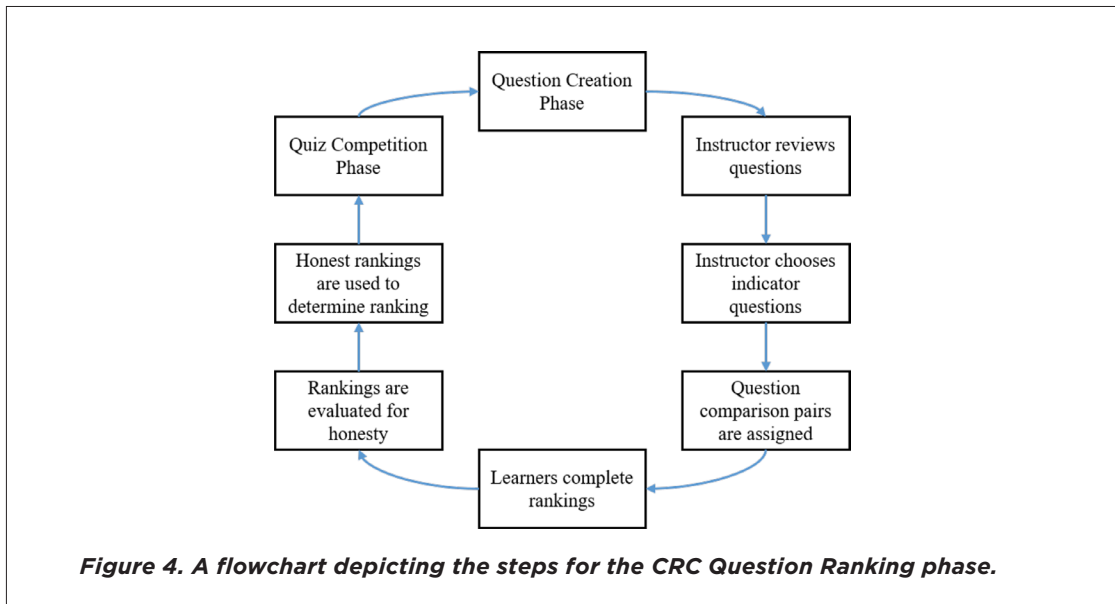 Question Creation
Phase
Instructor reviews
questions
Instructor chooses
indicator
questions
Question
comparison pairs
are assigned
Learners complete
rankings
Rankings are
evaluated for
honesty
Honest rankings
are used to
determine ranking
Quiz Competition
Phase
Figure 4. A flowchart depicting the steps for the CRC Question Ranking phase.